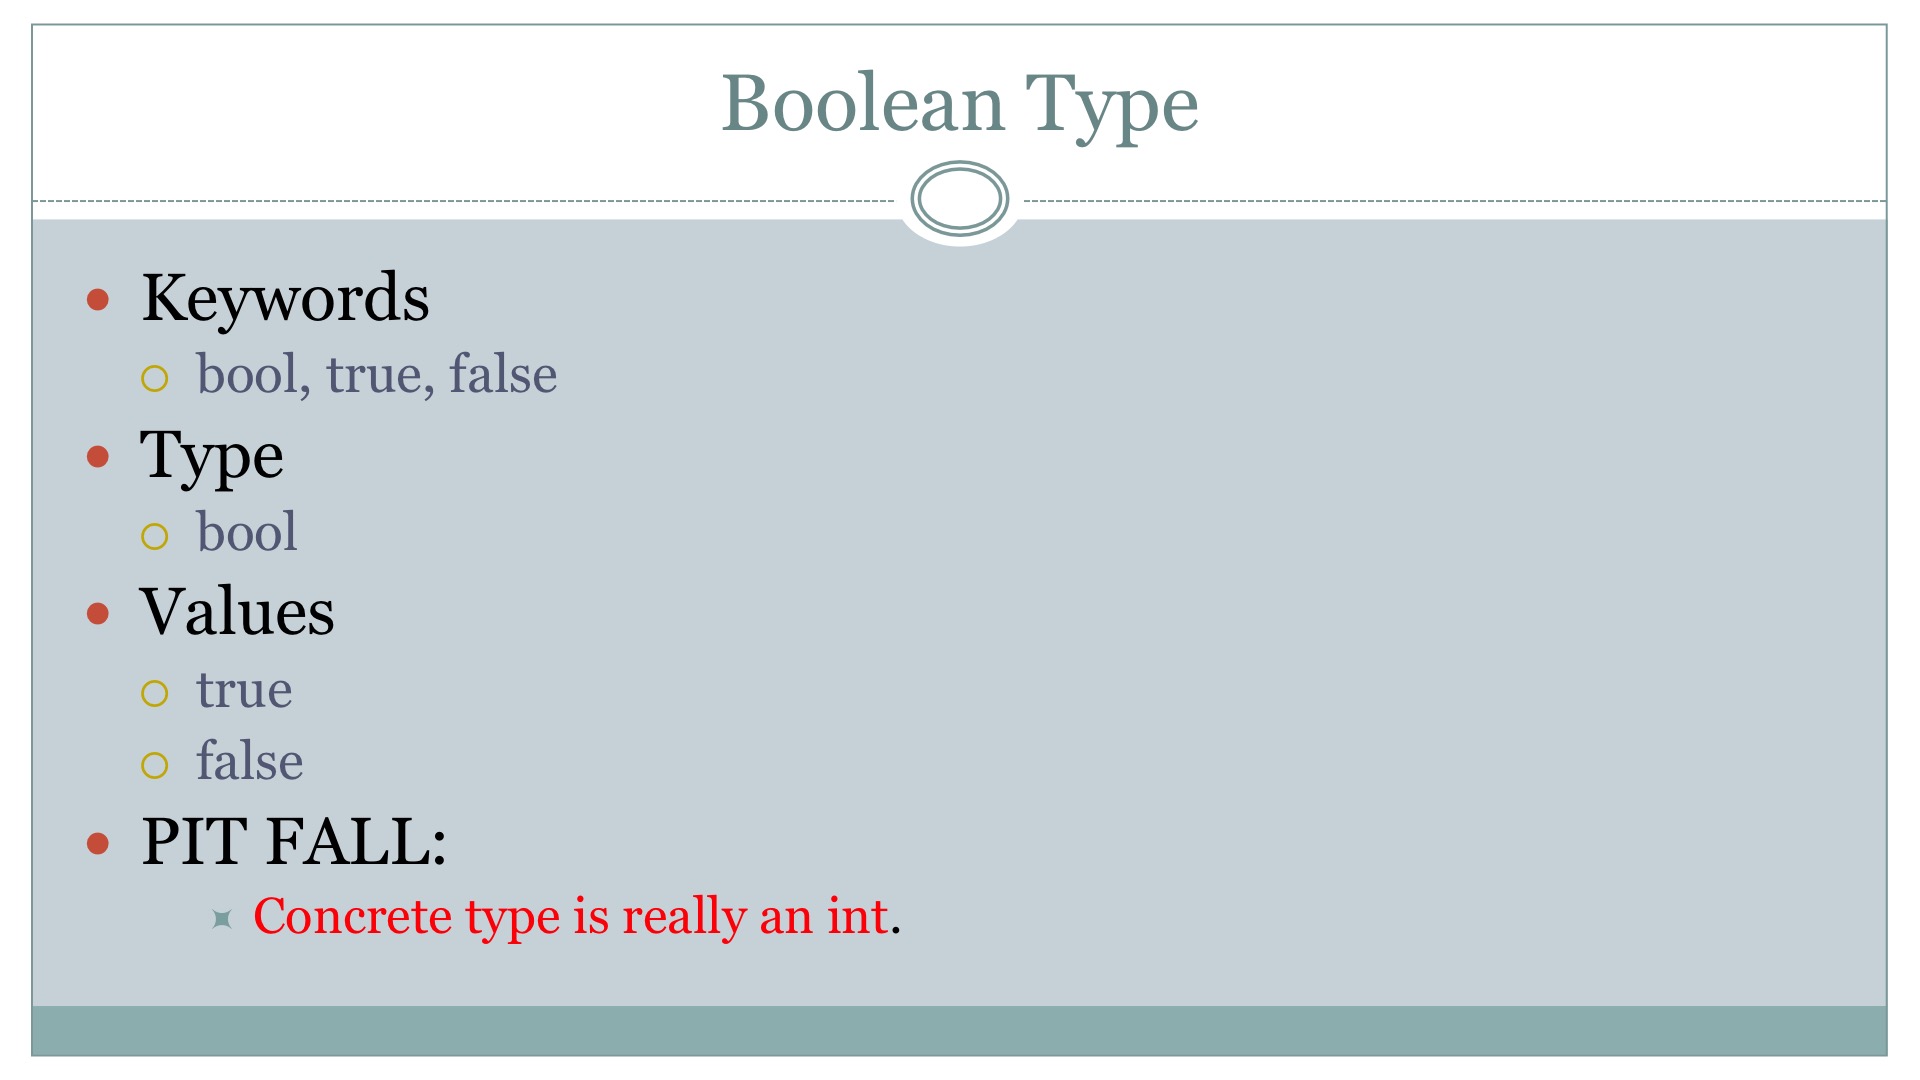 Boolean Type
Keywords
bool, true, false
Type
bool
Values
true
false
PIT FALL:
Concrete type is really an int.